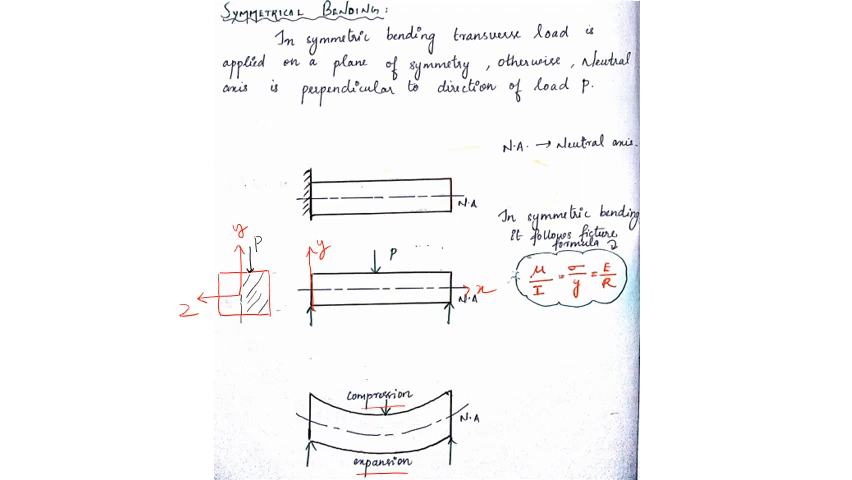 SYMMETRICAL BENDING:
In symmetric bending transverse load is
applied on a plane of symmetry, otherwise, Neutral
axis is perpendicular to direction of load P.
N.A. → Neutral axis.
N.A
In symmetric bending
it follows flcture
formula
M/I = σ/y = E/R
y
P
z
y
P
x
N.A
compression
N.A
expansion